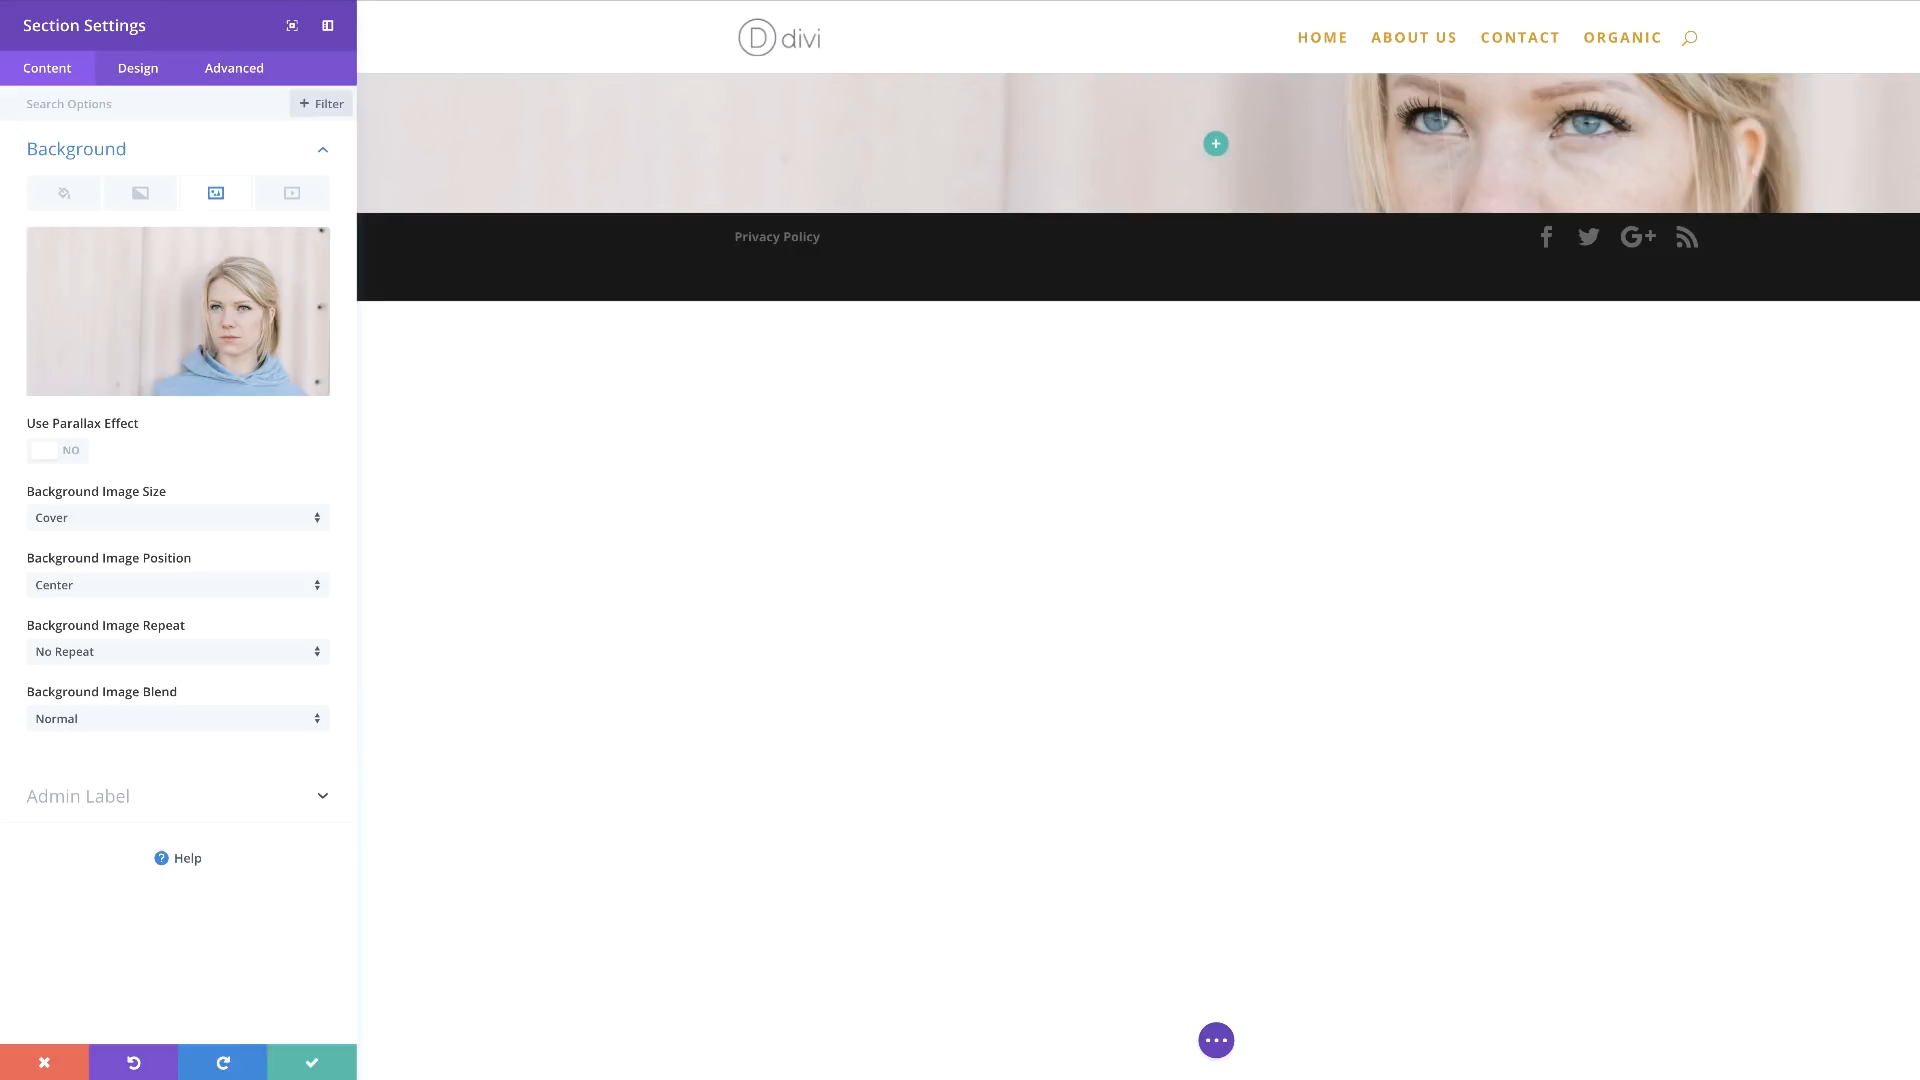 Section Settings
Content
Design
Advanced
Search Options
+ Filter
Background
Use Parallax Effect
NO
Background Image Size
Cover
Background Image Position
Center
Background Image Repeat
No Repeat
Background Image Blend
Normal
Admin Label
? Help
D divi
HOME
ABOUT US
CONTACT
ORGANIC
Privacy Policy
G+